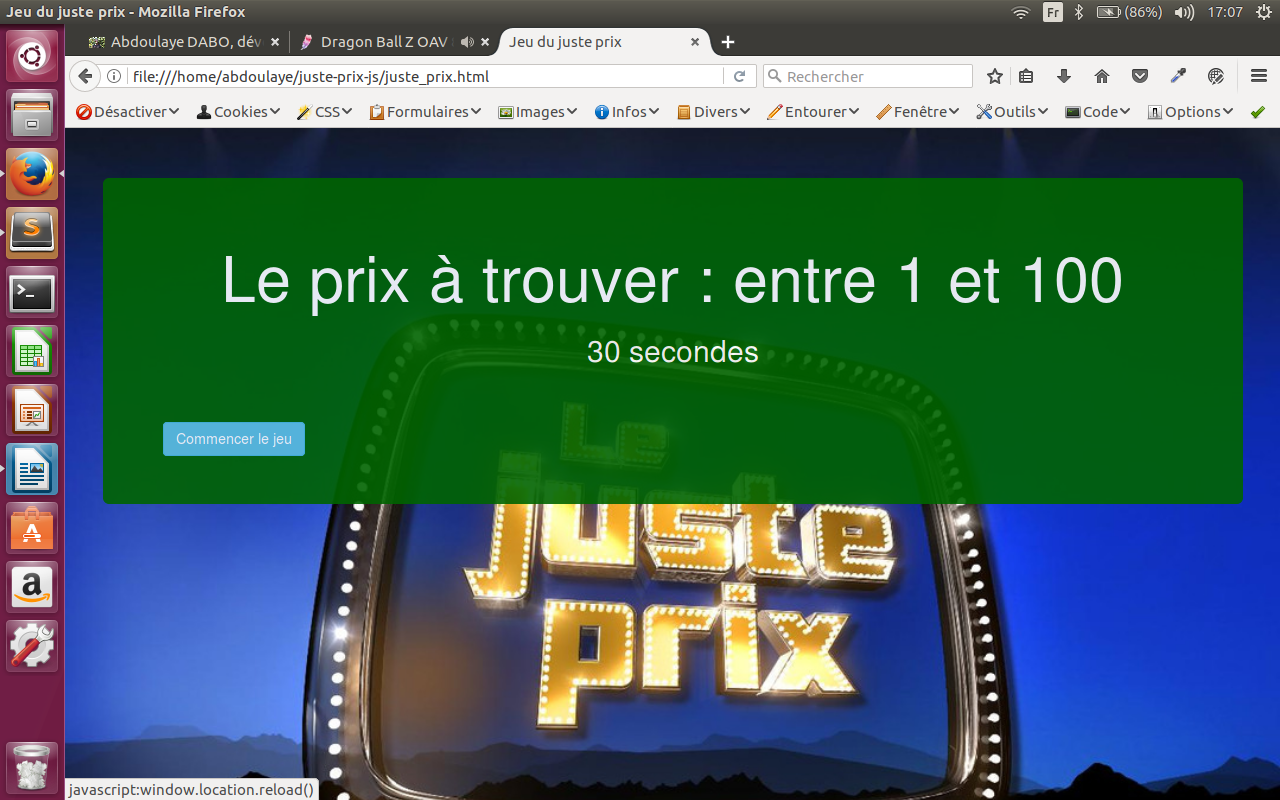 Jeu du juste prix - Mozilla Firefox
Fr (86%) 17:07
Abdoulaye DABO, dév
Dragon Ball Z OAV
Jeu du juste prix
file:///home/abdoulaye/juste-prix-js/juste_prix.html
Rechercher
Désactiver Cookies CSS Formulaires Images Infos Divers Entourer Fenêtre Outils Code Options
Le prix à trouver : entre 1 et 100
30 secondes
Commencer le jeu
Le
juste
prix
javascript:window.location.reload()